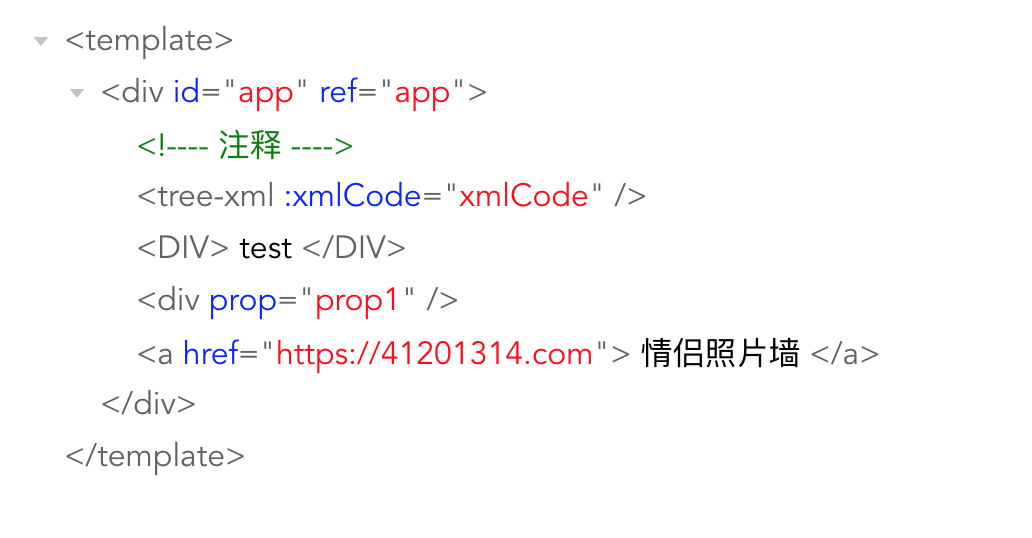 <template>
<div id="app" ref="app">
<!---- 注释 ---->
<tree-xml :xmlCode="xmlCode" />
<DIV> test </DIV>
<div prop="prop1" />
<a href="https://41201314.com"> 情侣照片墙 </a>
</div>
</template>